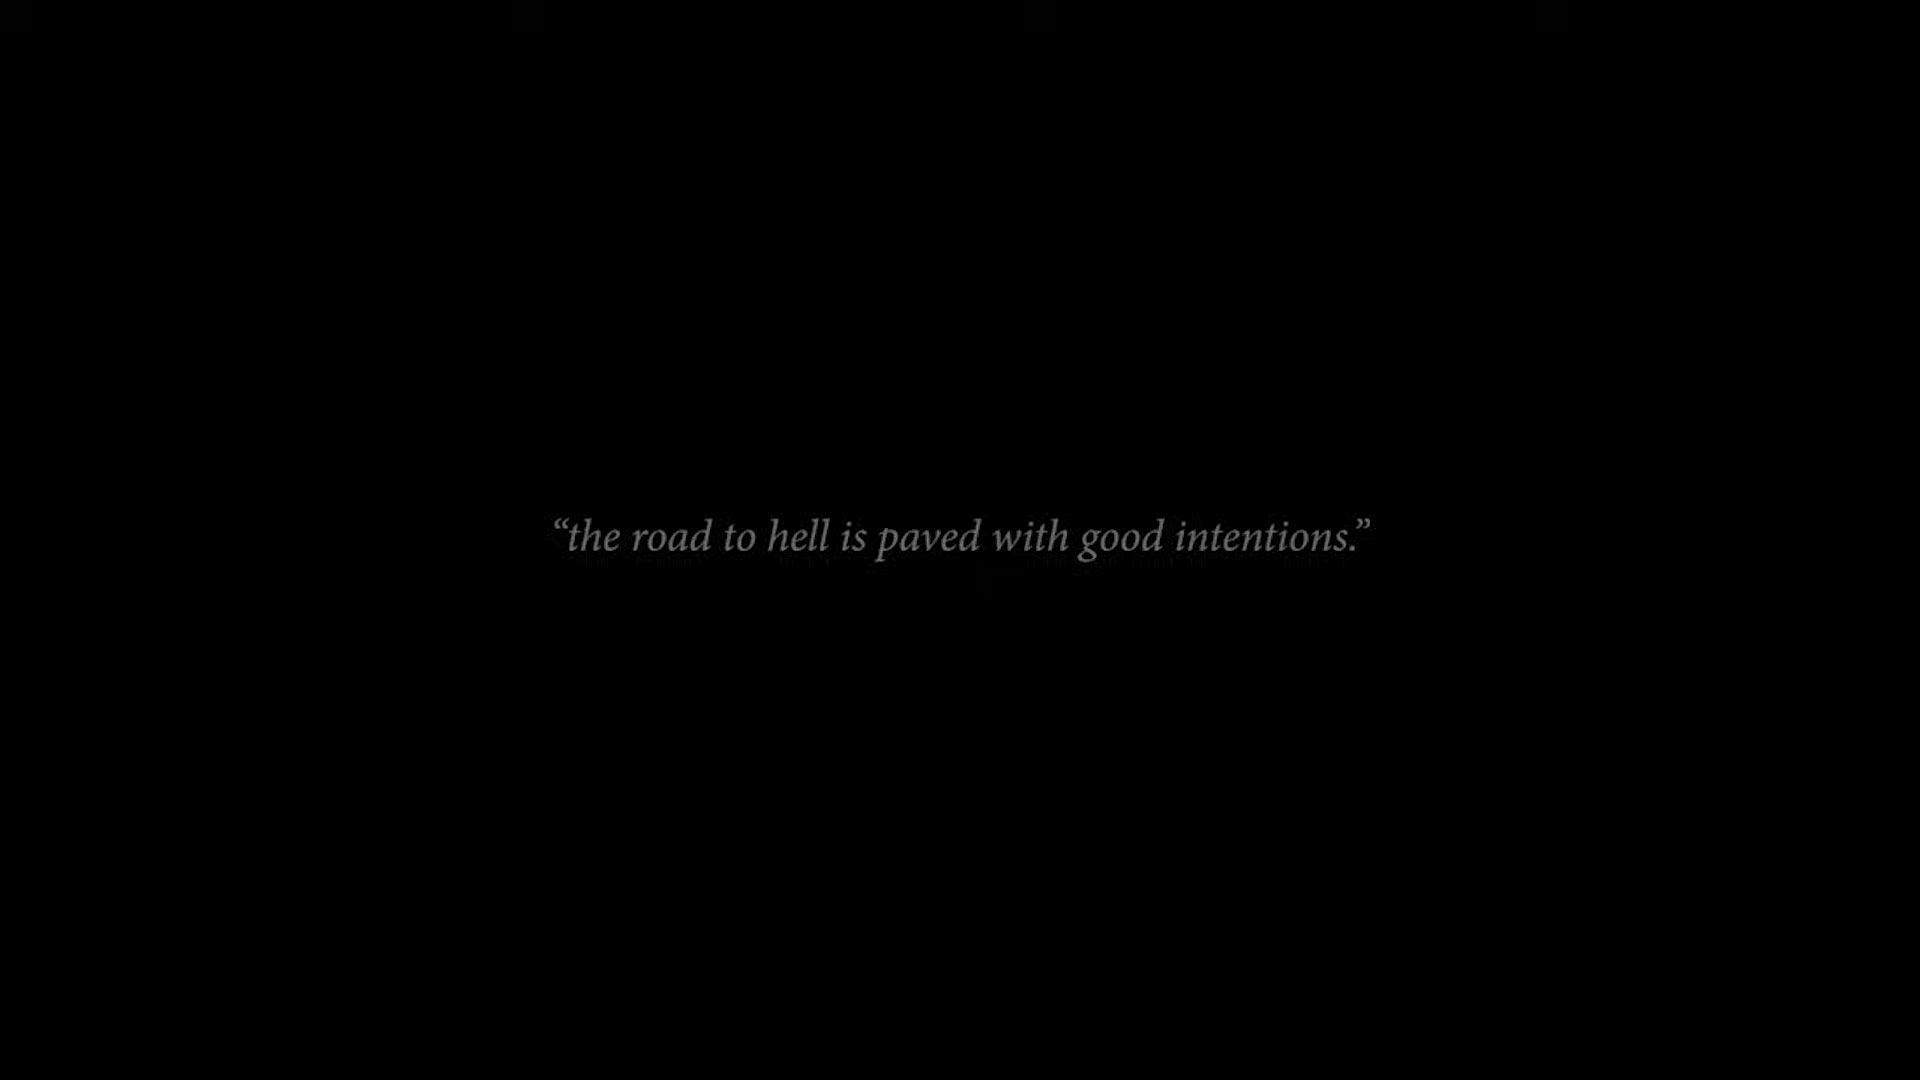 “the road to hell is paved with good intentions.”